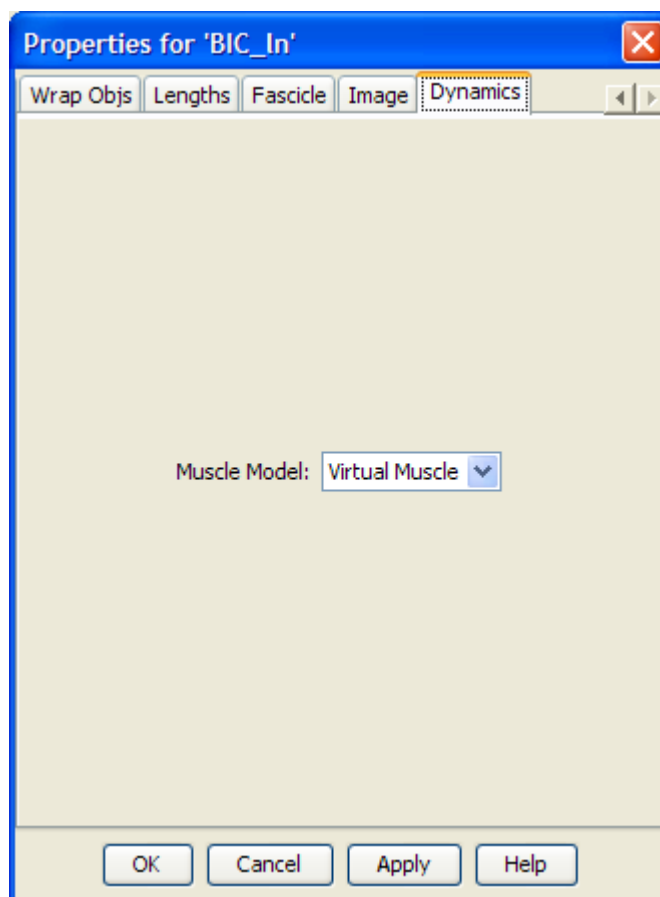 Properties for 'BIC_ln'
Wrap Objs Lengths Fascicle Image Dynamics
Muscle Model: Virtual Muscle
OK Cancel Apply Help